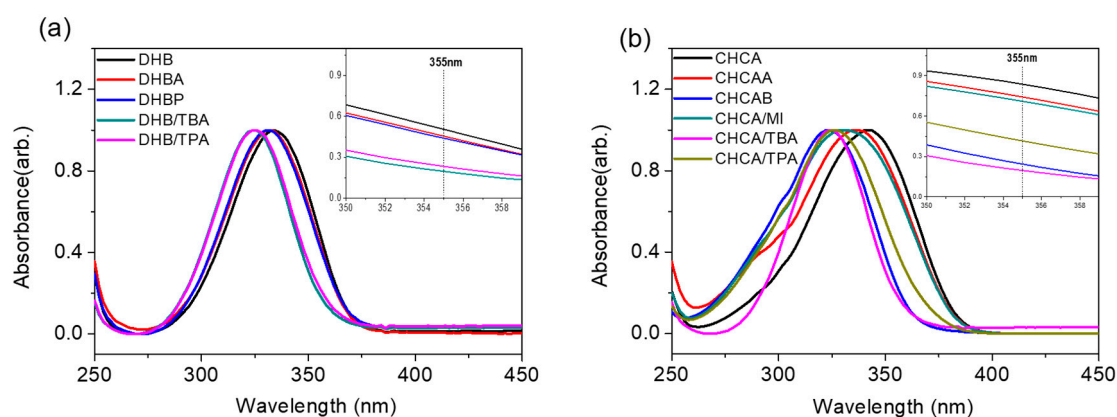 (a)
DHB
DHBA
DHBP
DHB/TBA
DHB/TPA
355nm
0.9
0.6
0.3
0.0
350 352 354 356 358
1.2
0.8
0.4
0.0
Absorbance(arb.)
250 300 350 400 450
Wavelength (nm)
(b)
CHCA
CHCAA
CHCAB
CHCA/MI
CHCA/TBA
CHCA/TPA
355nm
0.9
0.6
0.3
0.0
350 352 354 356 358
1.2
0.8
0.4
0.0
Absorbance(arb.)
250 300 350 400 450
Wavelength (nm)